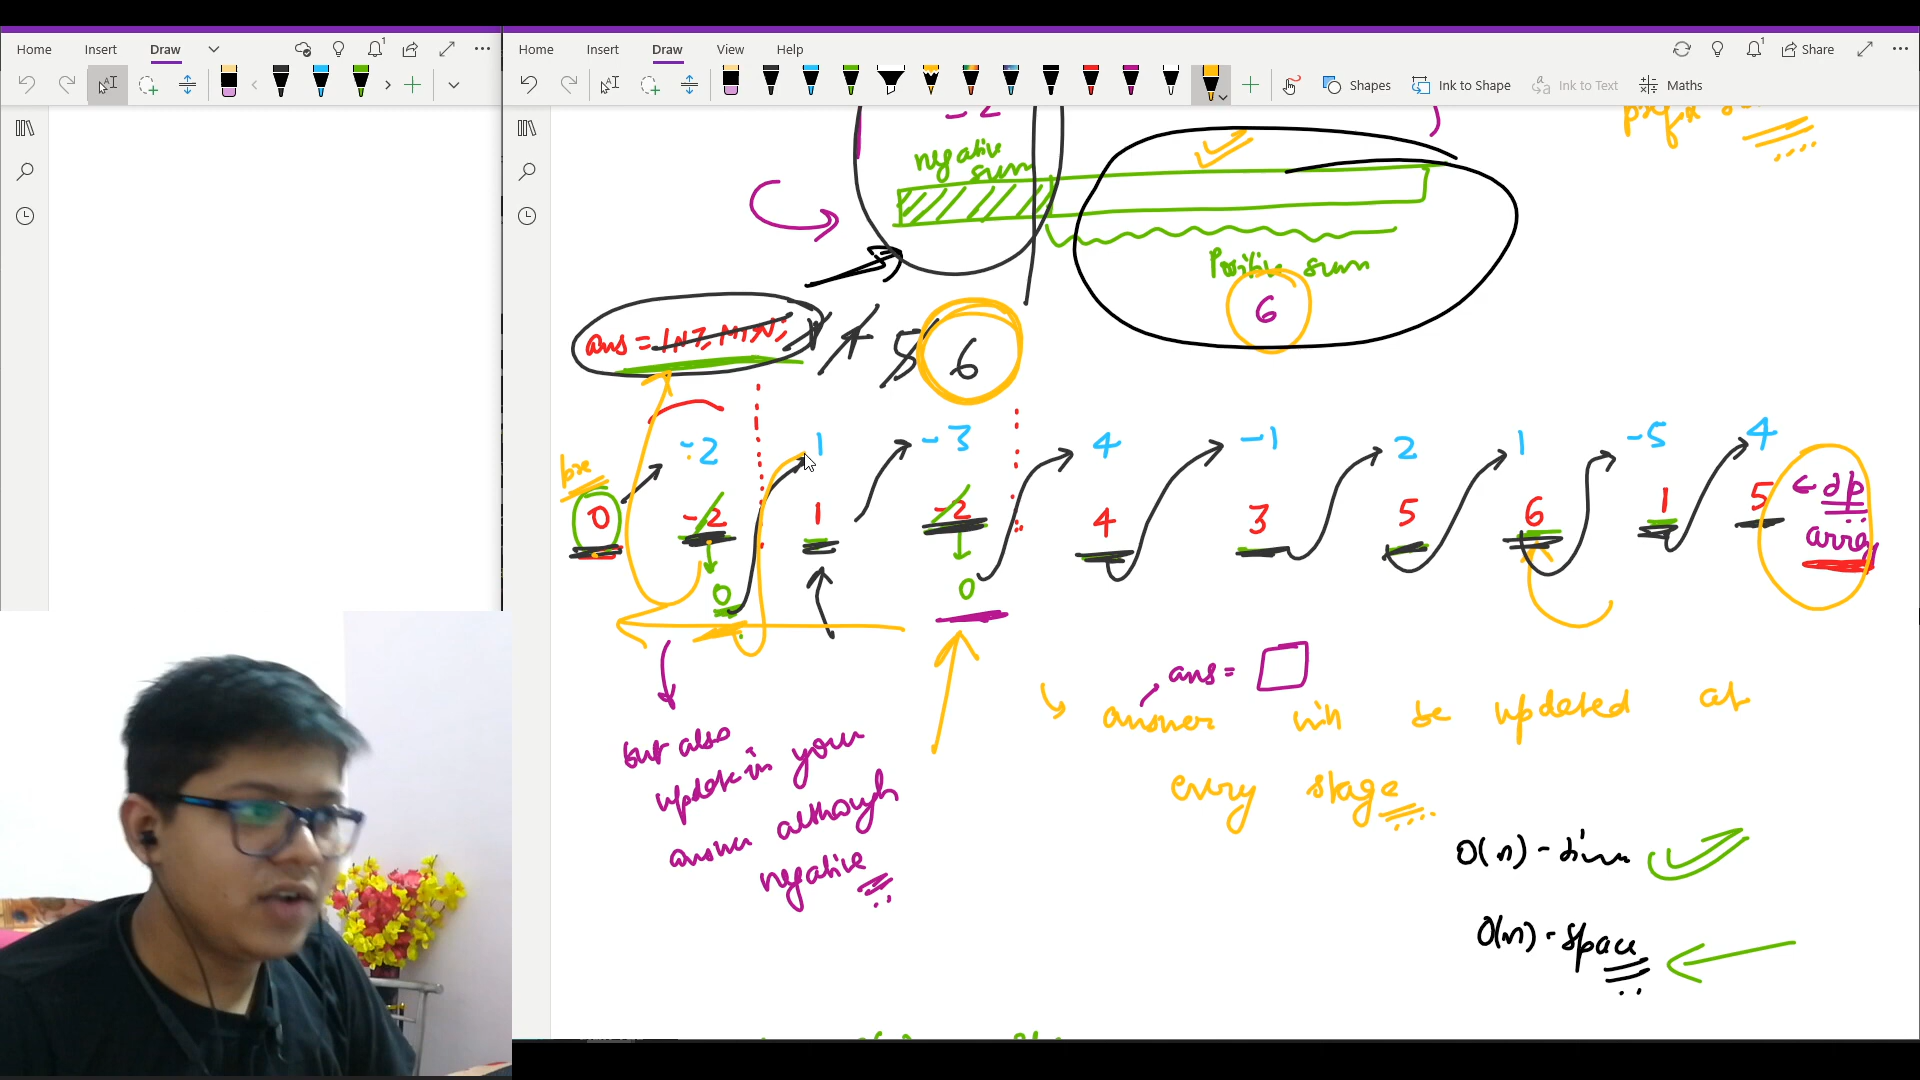 Home Insert Draw
Home Insert Draw View Help
Share
Shapes Ink to Shape Ink to Text Maths
-2
negative
sum
Positive sum
6
ans = INT_MIN;
1 5 6
-2 1 -3 4 -1 2 1 -5 4
pre
0 -2 1 -2 4 3 5 6 1 5
← dp
array
0 0
ans =
answer will be updated at
every stage
but also
update in your
answer although
negative
O(n) - time
O(n) - space